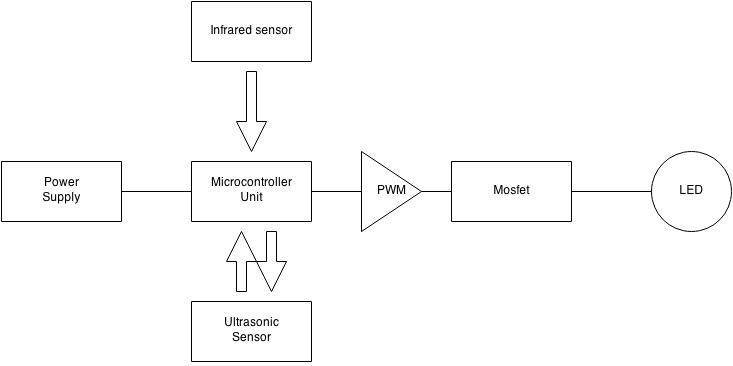 Infrared sensor
Power
Supply
Microcontroller
Unit
PWM
Mosfet
LED
Ultrasonic
Sensor